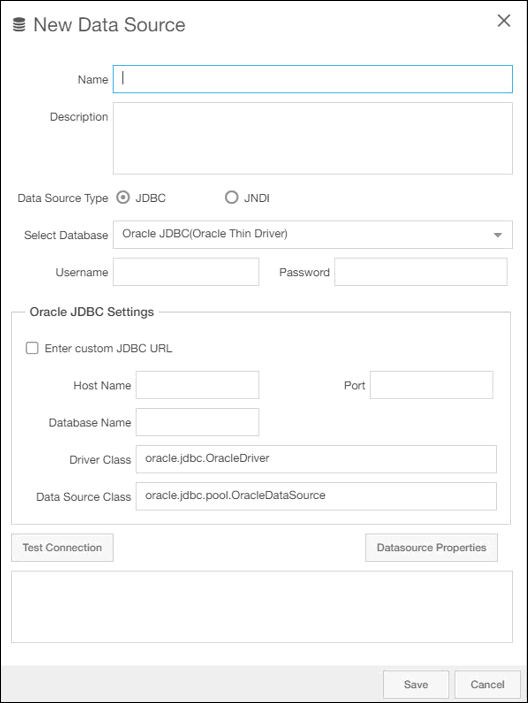 New Data Source
Name
Description
Data Source Type JDBC JNDI
Select Database Oracle JDBC(Oracle Thin Driver)
Username Password
Oracle JDBC Settings
Enter custom JDBC URL
Host Name Port
Database Name
Driver Class oracle.jdbc.OracleDriver
Data Source Class oracle.jdbc.pool.OracleDataSource
Test Connection Datasource Properties
Save Cancel